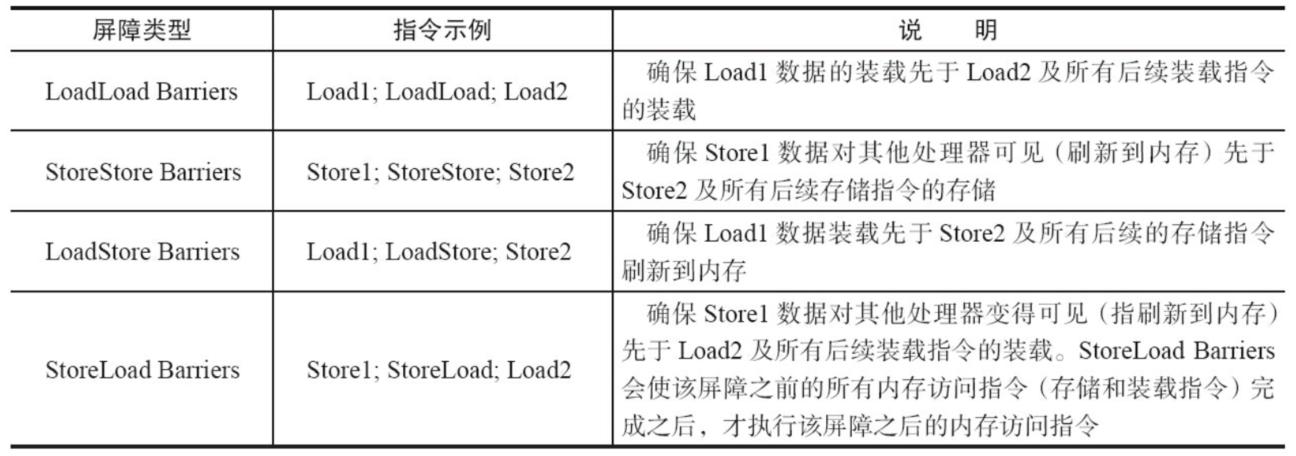 屏障类型 指令示例 说 明
LoadLoad Barriers Load1; LoadLoad; Load2 确保 Load1 数据的装载先于 Load2 及所有后续装载指令
的装载
StoreStore Barriers Store1; StoreStore; Store2 确保 Store1 数据对其他处理器可见（刷新到内存）先于
Store2 及所有后续存储指令的存储
LoadStore Barriers Load1; LoadStore; Store2 确保 Load1 数据装载先于 Store2 及所有后续的存储指令
刷新到内存
StoreLoad Barriers Store1; StoreLoad; Load2 确保 Store1 数据对其他处理器变得可见（指刷新到内存）
先于 Load2 及所有后续装载指令的装载。StoreLoad Barriers
会使该屏障之前的所有内存访问指令（存储和装载指令）完
成之后，才执行该屏障之后的内存访问指令